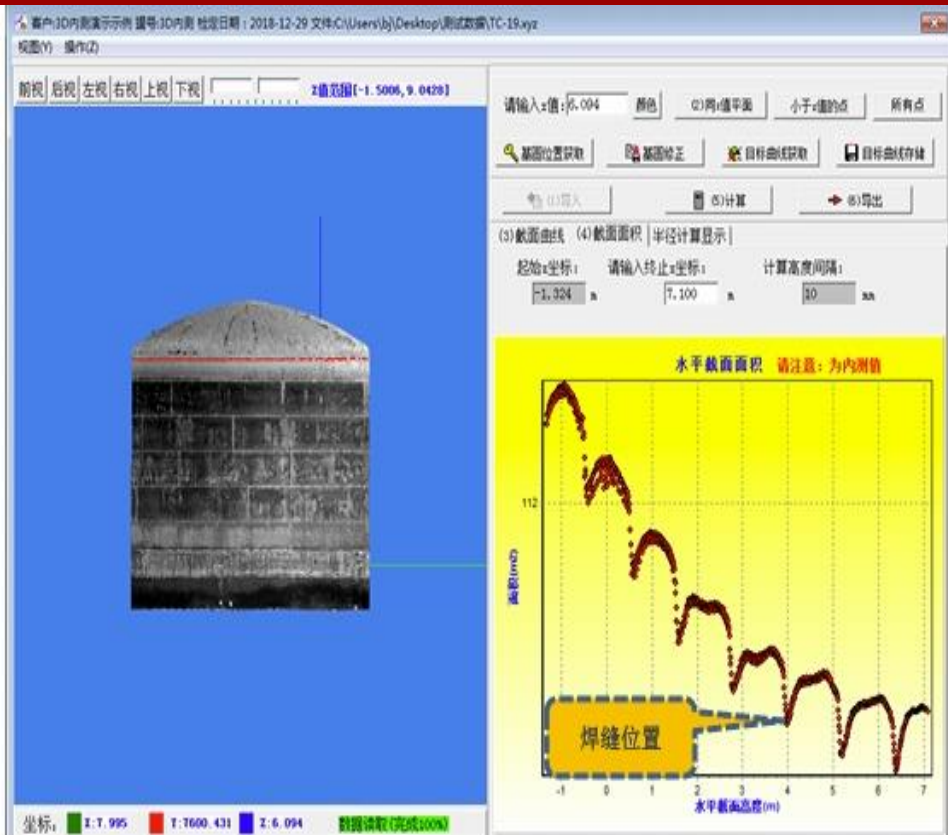 客户:3D内测演示示例 罐号:3D内测 检定日期：2018-12-29 文件:C:\Users\bj\Desktop\测试数据\TC-19.xyz
视图(Y) 操作(Z)
前视 后视 左视 右视 上视 下视
Z值范围[-1.5006,9.0428]
请输入z值: 6.094 颜色 (2)同z值平面 小于z值的点 所有点
基圆位置获取 基圆修正 目标曲线获取 目标曲线存储
(1)导入 (5)计算 (6)导出
(3)截面曲线 (4)截面面积 半径计算显示
起始z坐标: 请输入终止z坐标: 计算高度间隔:
-1.324 m 7.100 m 10 mm
水平截面面积 请注意：为内测值
112
面积(m2)
焊缝位置
-1 0 1 2 3 4 5 6 7
水平截面高度(m)
坐标: X:7.995 Y:7600.431 Z:6.094 数据读取(完成100%)